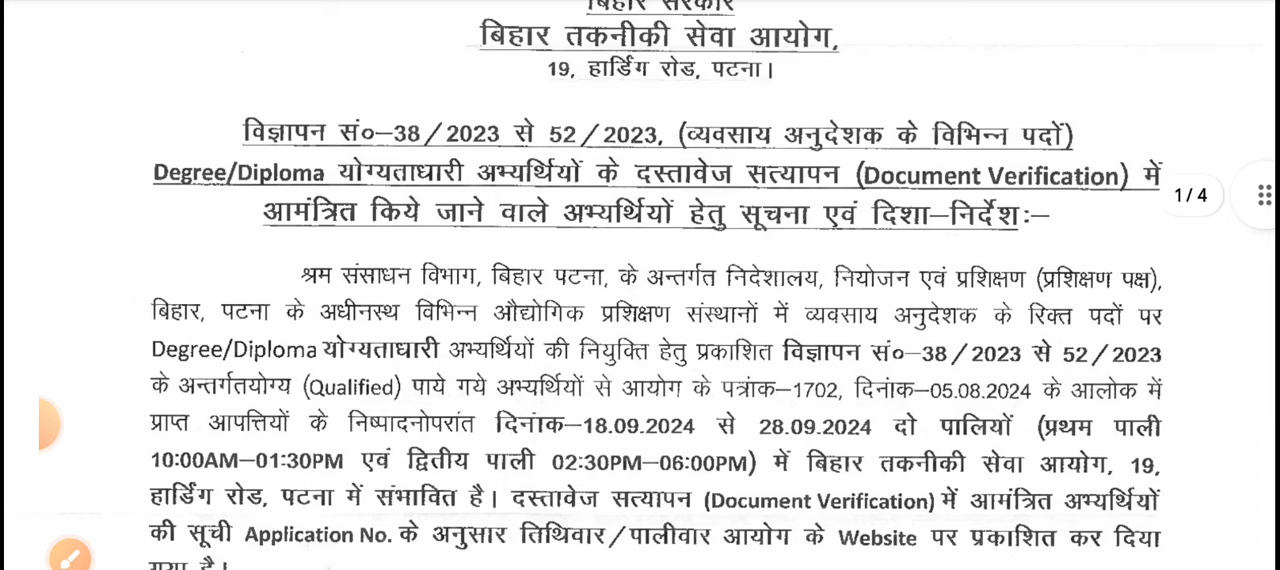 बिहार सरकार
बिहार तकनीकी सेवा आयोग,
19, हार्डिंग रोड, पटना।
विज्ञापन सं०–38/2023 से 52/2023, (व्यवसाय अनुदेशक के विभिन्न पदों)
Degree/Diploma योग्यताधारी अभ्यर्थियों के दस्तावेज सत्यापन (Document Verification) में
आमंत्रित किये जाने वाले अभ्यर्थियों हेतु सूचना एवं दिशा–निर्देश:–
1 / 4
श्रम संसाधन विभाग, बिहार पटना, के अन्तर्गत निदेशालय, नियोजन एवं प्रशिक्षण (प्रशिक्षण पक्ष),
बिहार, पटना के अधीनस्थ विभिन्न औद्योगिक प्रशिक्षण संस्थानों में व्यवसाय अनुदेशक के रिक्त पदों पर
Degree/Diploma योग्यताधारी अभ्यर्थियों की नियुक्ति हेतु प्रकाशित विज्ञापन सं०–38/2023 से 52/2023
के अन्तर्गतयोग्य (Qualified) पाये गये अभ्यर्थियों से आयोग के पत्रांक–1702, दिनांक–05.08.2024 के आलोक में
प्राप्त आपत्तियों के निष्पादनोपरांत दिनांक–18.09.2024 से 28.09.2024 दो पालियों (प्रथम पाली
10:00AM–01:30PM एवं द्वितीय पाली 02:30PM–06:00PM) में बिहार तकनीकी सेवा आयोग, 19,
हार्डिंग रोड, पटना में संभावित है। दस्तावेज सत्यापन (Document Verification) में आमंत्रित अभ्यर्थियों
की सूची Application No. के अनुसार तिथिवार/पालीवार आयोग के Website पर प्रकाशित कर दिया
गया है।